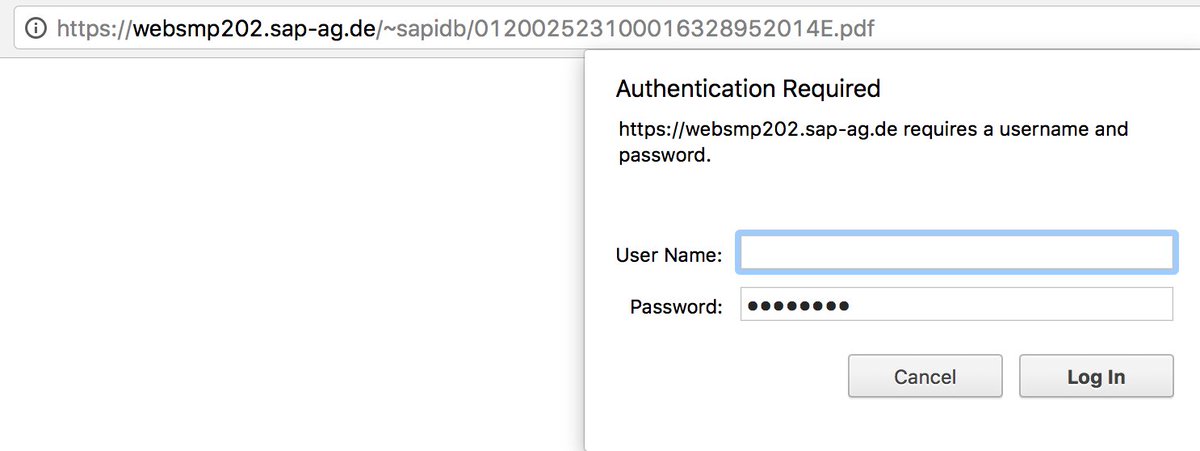 https://websmp202.sap-ag.de/~sapidb/012002523100016328952014E.pdf
Authentication Required
https://websmp202.sap-ag.de requires a username and
password.
User Name:
Password: ••••••••
Cancel Log In